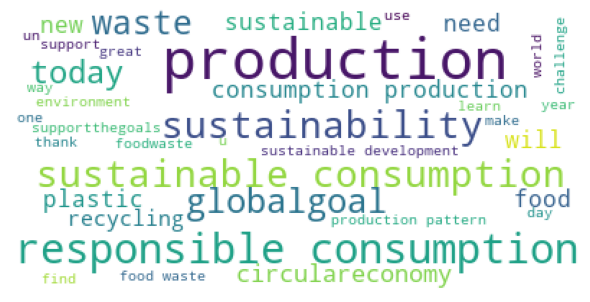 new waste sustainable use need
un support great
production
world challenge
today
consumption production
way
environment
learn year
one
sustainability make
supportthegoals
will
thank foodwaste u
sustainable development
sustainable consumption
plastic globalgoal food
recycling production pattern day
responsible consumption
find food waste circulareconomy